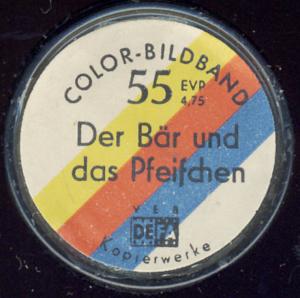 COLOR-BILDBAND
55 EVP 4,75
Der Bär und
das Pfeifchen
VEB
DEFA
Kopierwerke